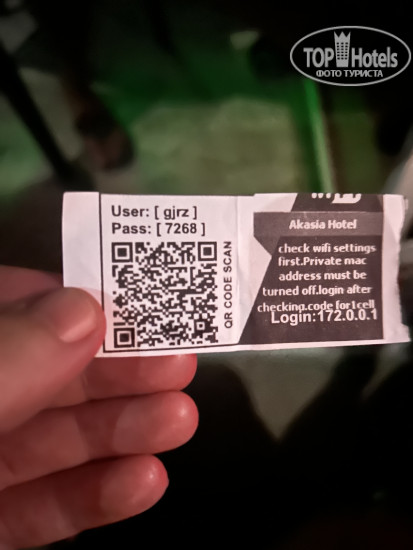 TOP Hotels
ФОТО ТУРИСТА
User: [ gjrz ]
Pass: [ 7268 ]
QR CODE SCAN
Akasia Hotel
check wifi settings
first.Private mac
address must be
turned off.login after
checking.code for1cell
Login:172.0.0.1